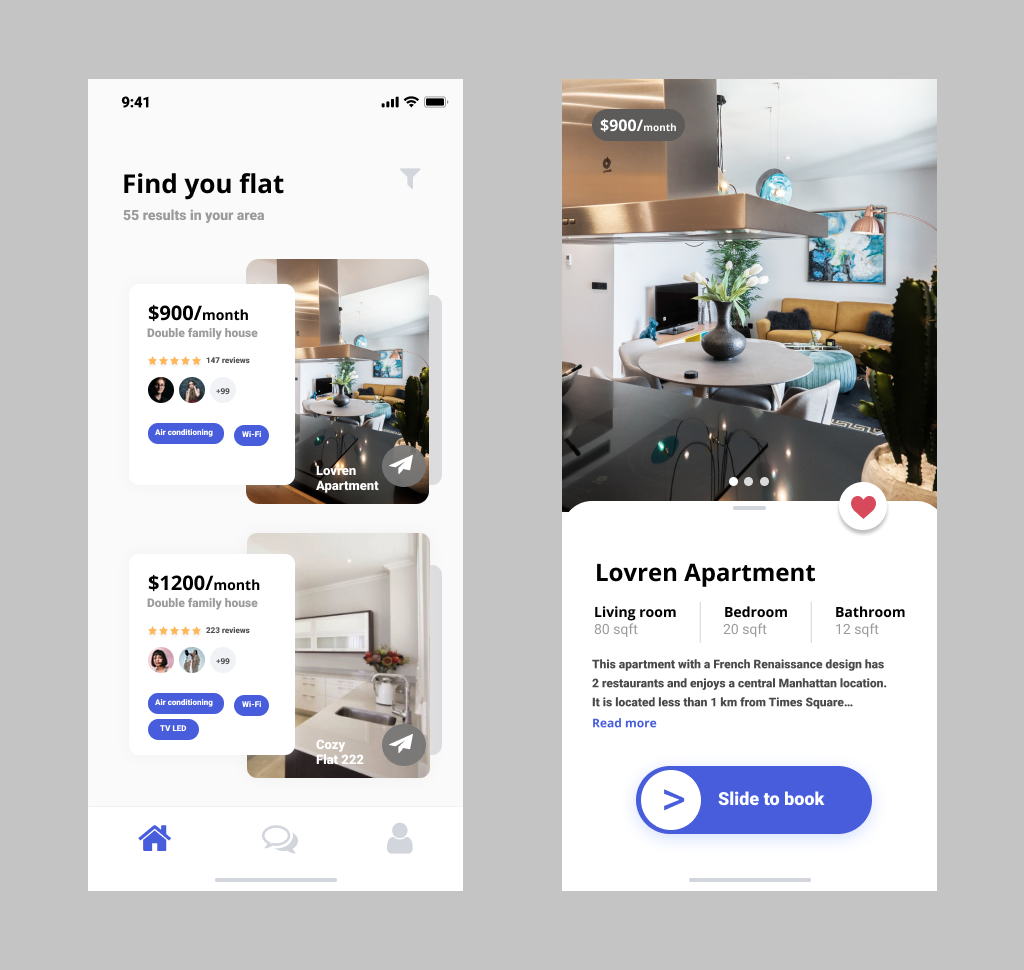 9:41
Find you flat
55 results in your area
$900/month
Double family house
147 reviews
+99
Air conditioning
Wi-Fi
Lovren
Apartment
$1200/month
Double family house
223 reviews
+99
Air conditioning
Wi-Fi
TV LED
Cozy
Flat 222
$900/month
Lovren Apartment
Living room
80 sqft
Bedroom
20 sqft
Bathroom
12 sqft
This apartment with a French Renaissance design has
2 restaurants and enjoys a central Manhattan location.
It is located less than 1 km from Times Square...
Read more
> Slide to book